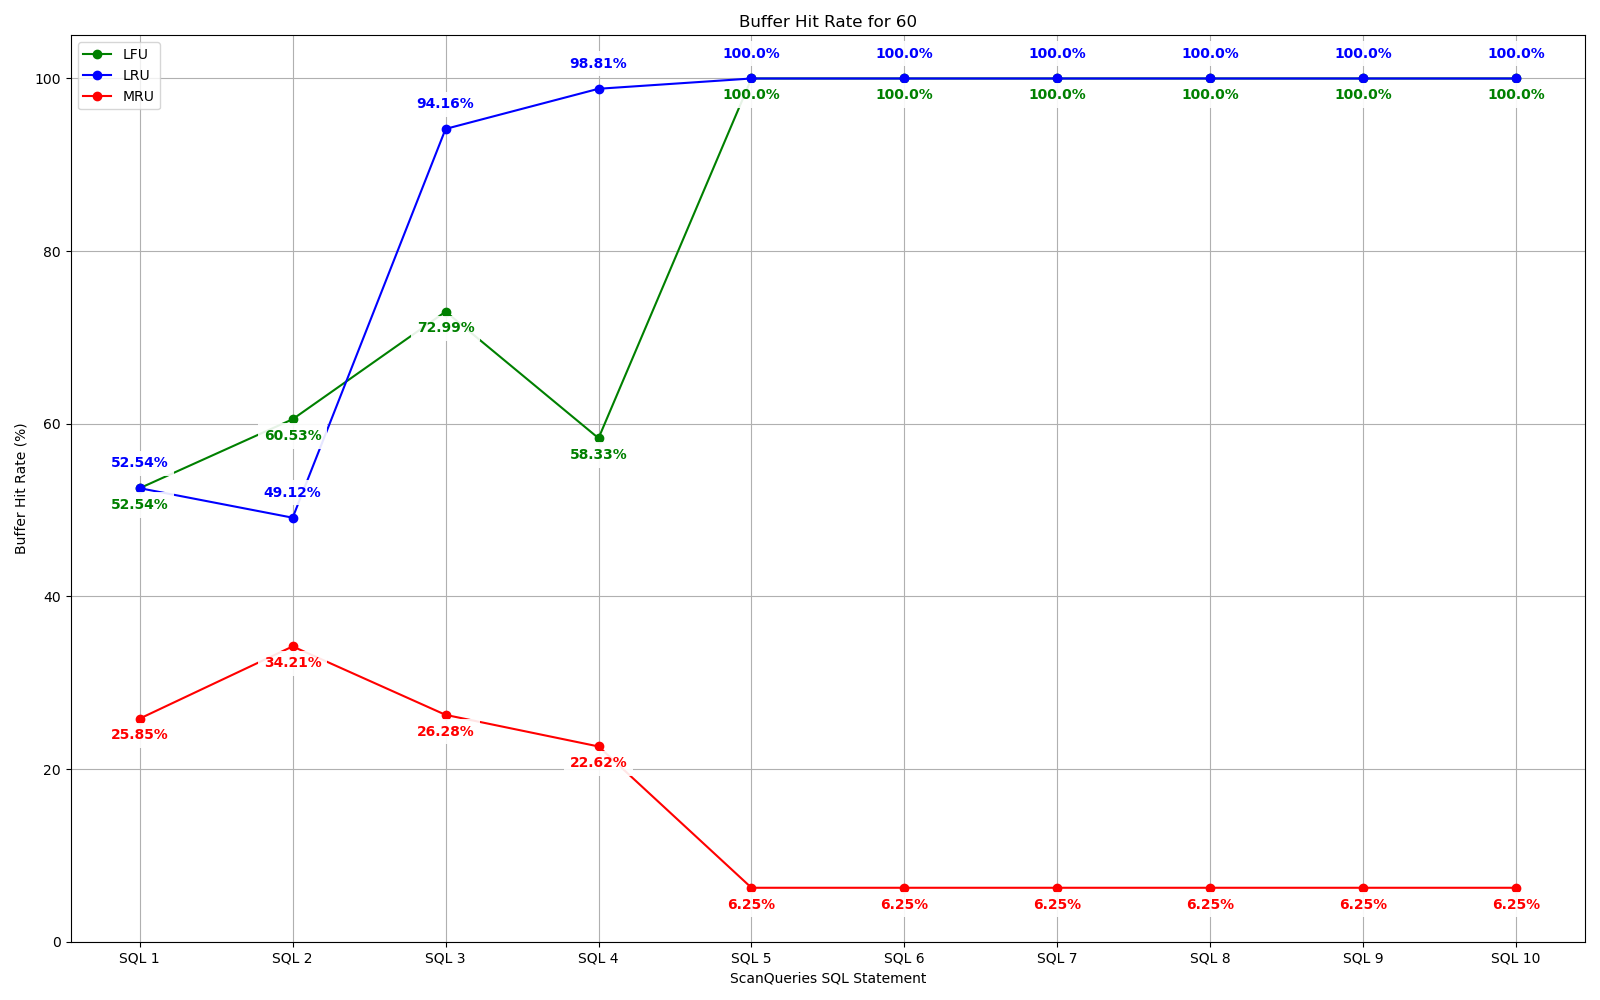 Buffer Hit Rate for 60
LFU
LRU
MRU
Buffer Hit Rate (%)
100
80
60
40
20
0
52.54%
49.12%
94.16%
98.81%
100.0%
100.0%
100.0%
100.0%
100.0%
100.0%
52.54%
60.53%
72.99%
58.33%
100.0%
100.0%
100.0%
100.0%
100.0%
100.0%
25.85%
34.21%
26.28%
22.62%
6.25%
6.25%
6.25%
6.25%
6.25%
6.25%
SQL 1
SQL 2
SQL 3
SQL 4
SQL 5
SQL 6
SQL 7
SQL 8
SQL 9
SQL 10
ScanQueries SQL Statement